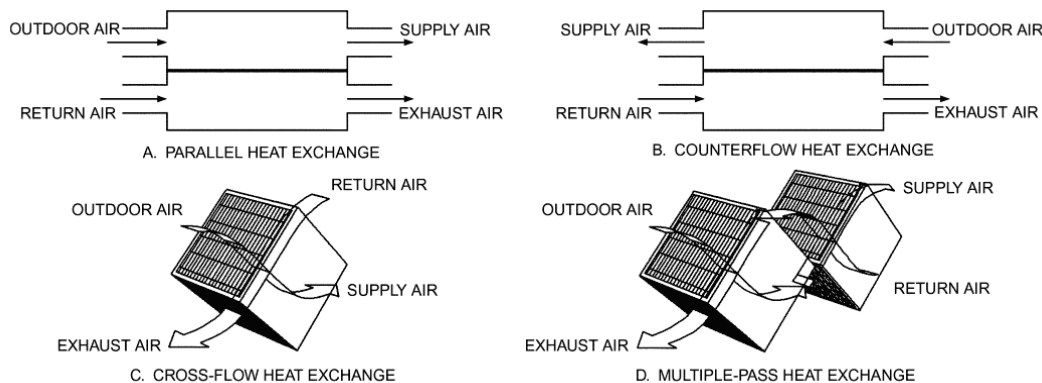 OUTDOOR AIR
SUPPLY AIR
RETURN AIR
EXHAUST AIR
A. PARALLEL HEAT EXCHANGE
SUPPLY AIR
OUTDOOR AIR
RETURN AIR
EXHAUST AIR
B. COUNTERFLOW HEAT EXCHANGE
RETURN AIR
OUTDOOR AIR
SUPPLY AIR
EXHAUST AIR
C. CROSS-FLOW HEAT EXCHANGE
SUPPLY AIR
OUTDOOR AIR
RETURN AIR
EXHAUST AIR
D. MULTIPLE-PASS HEAT EXCHANGE